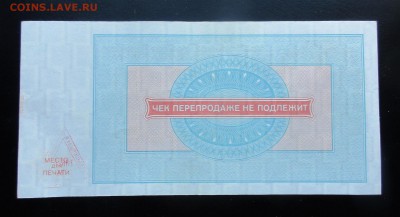 COINS.LAVE.RU
ЧЕК ПЕРЕПРОДАЖЕ НЕ ПОДЛЕЖИТ
МЕСТО
ДЛЯ
ПЕЧАТИ